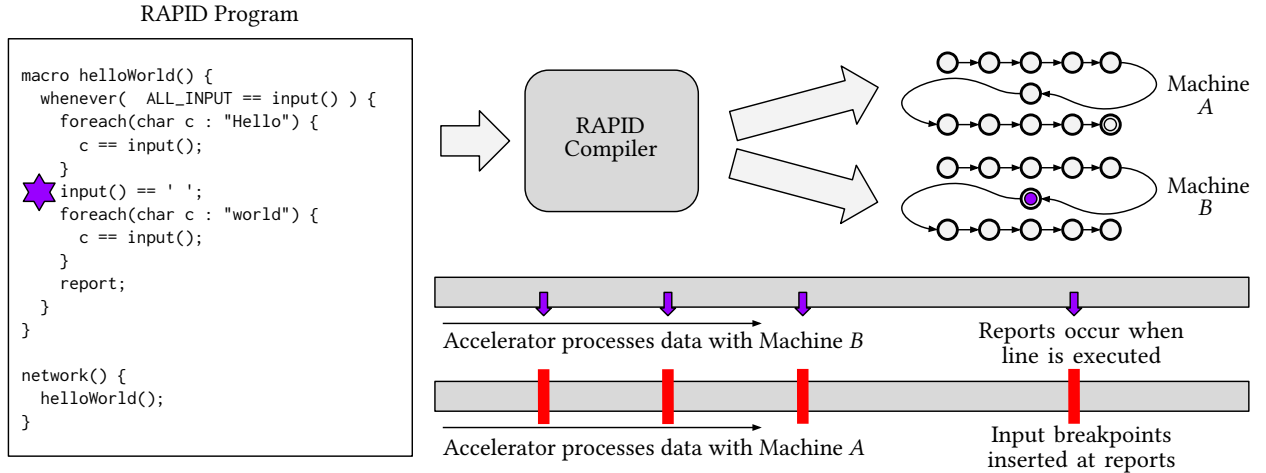 RAPID Program
macro helloWorld() {
  whenever(  ALL_INPUT == input() ) {
    foreach(char c : "Hello") {
      c == input();
    }
    input() == ' ';
    foreach(char c : "world") {
      c == input();
    }
    report;
  }
}
network() {
  helloWorld();
}
RAPID
Compiler
Machine
A
Machine
B
Accelerator processes data with Machine B
Reports occur when
line is executed
Accelerator processes data with Machine A
Input breakpoints
inserted at reports